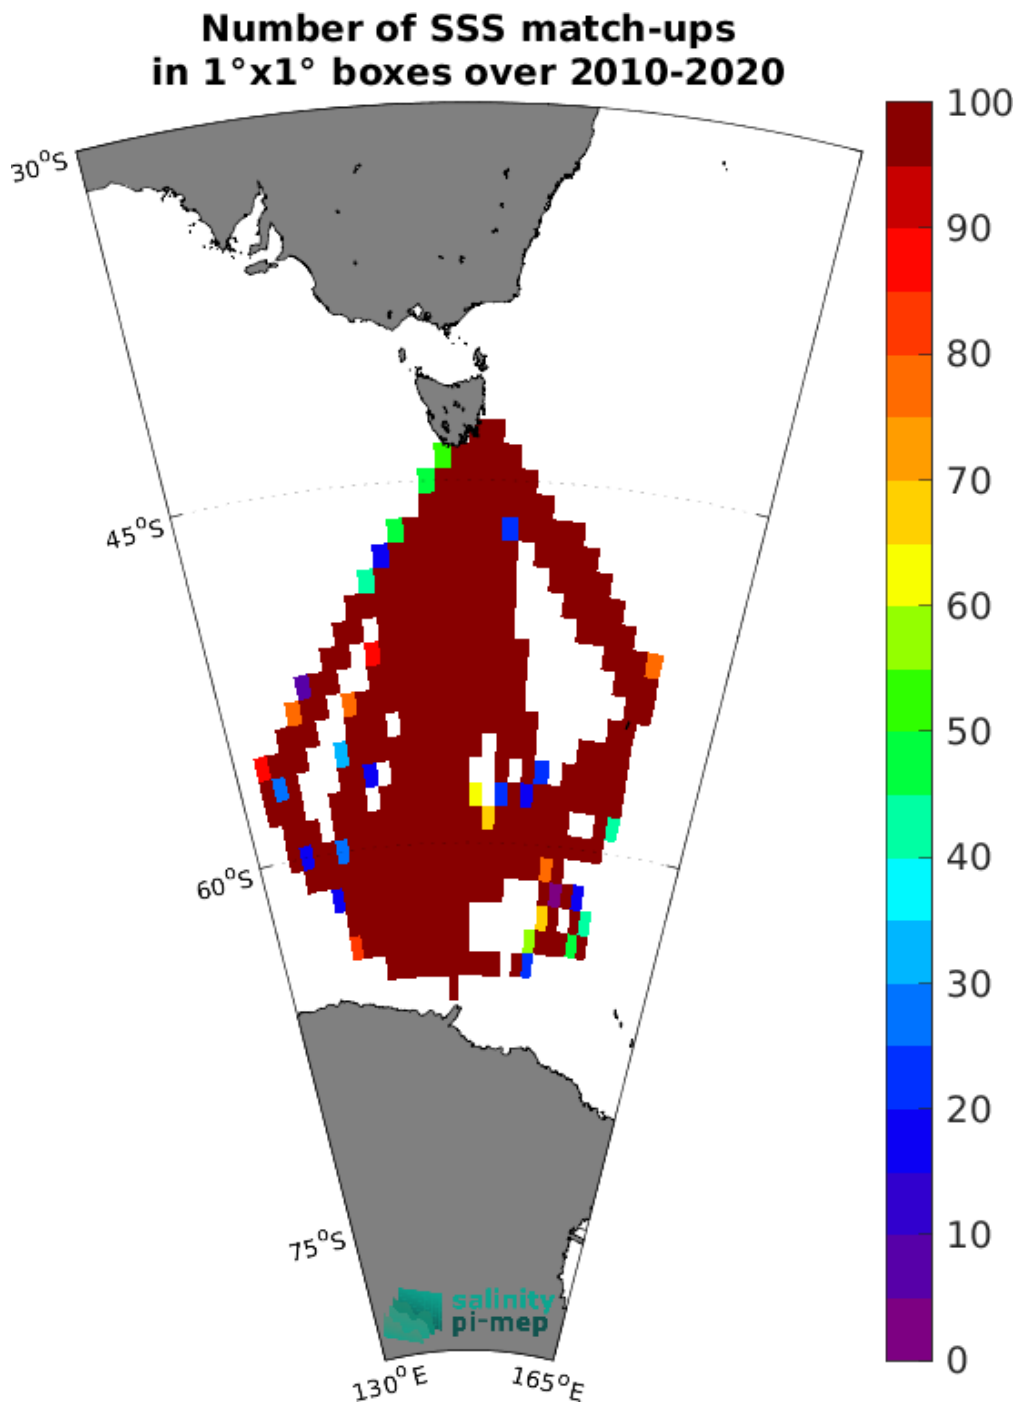 Number of SSS match-ups
in 1°x1° boxes over 2010-2020
30°S
45°S
60°S
75°S
130°E
165°E
100
90
80
70
60
50
40
30
20
10
0
salinity
pi-mep